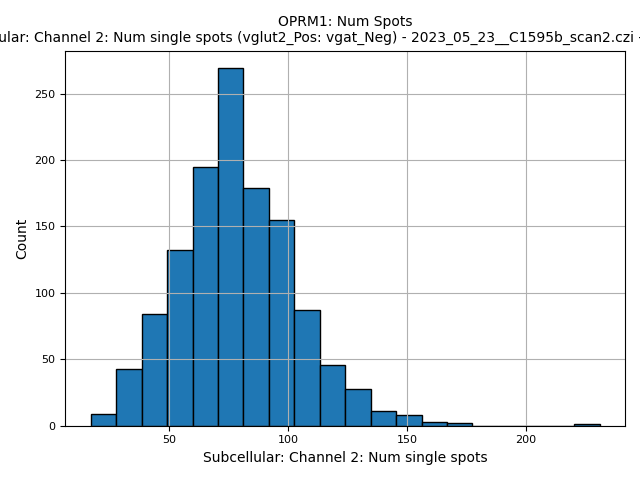 OPRM1: Num Spots
ular: Channel 2: Num single spots (vglut2_Pos: vgat_Neg) - 2023_05_23__C1595b_scan2.czi -
250
200
150
100
50
0
Count
50 100 150 200
Subcellular: Channel 2: Num single spots